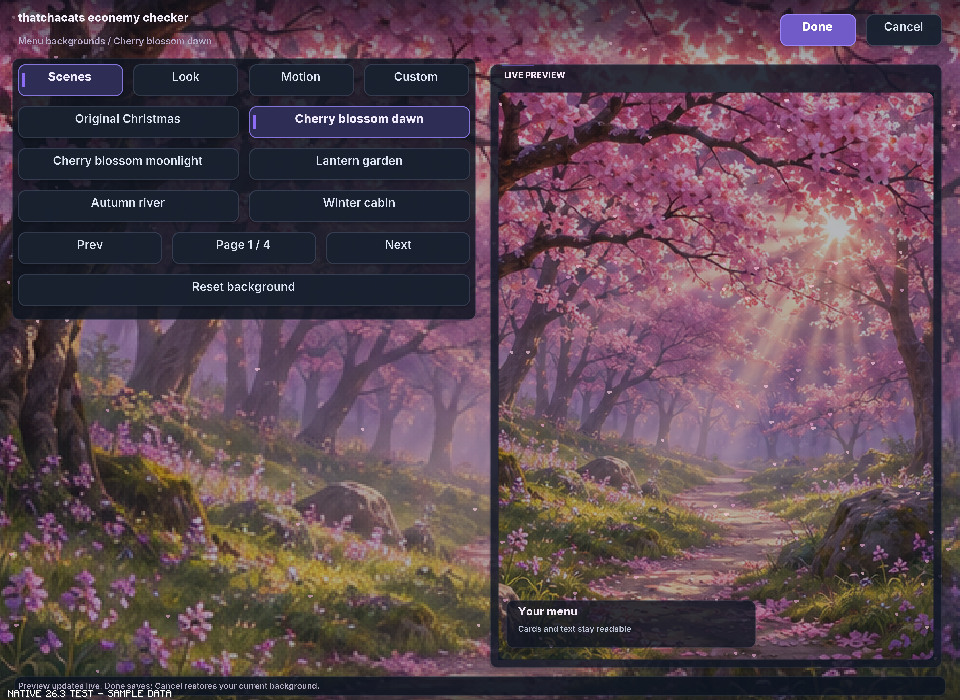 thatchacats economy checker
Menu backgrounds / Cherry blossom dawn
Done
Cancel
Scenes
Look
Motion
Custom
Original Christmas
Cherry blossom dawn
Cherry blossom moonlight
Lantern garden
Autumn river
Winter cabin
Prev
Page 1 / 4
Next
Reset background
LIVE PREVIEW
Your menu
Cards and text stay readable
Preview updates live. Done saves; Cancel restores your current background.
NATIVE 26.3 TEST - SAMPLE DATA